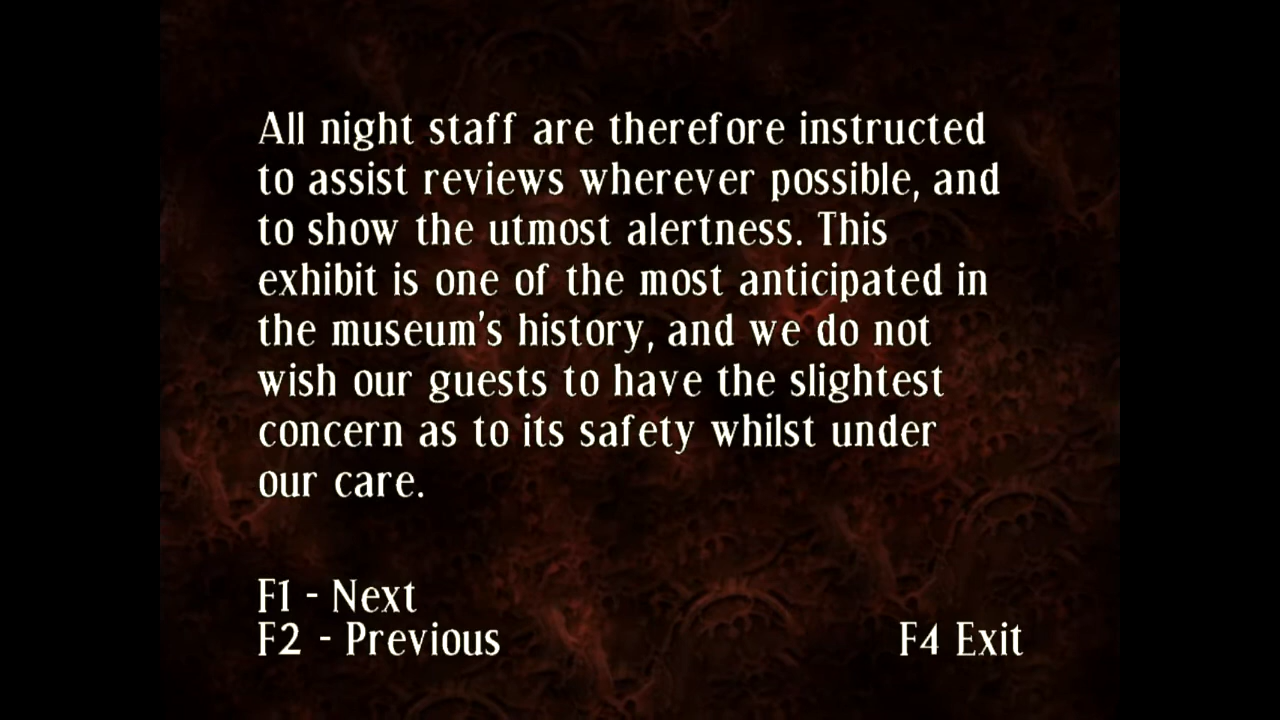 All night staff are therefore instructed
to assist reviews wherever possible, and
to show the utmost alertness. This
exhibit is one of the most anticipated in
the museum's history, and we do not
wish our guests to have the slightest
concern as to its safety whilst under
our care.
F1 - Next
F2 - Previous
F4 Exit